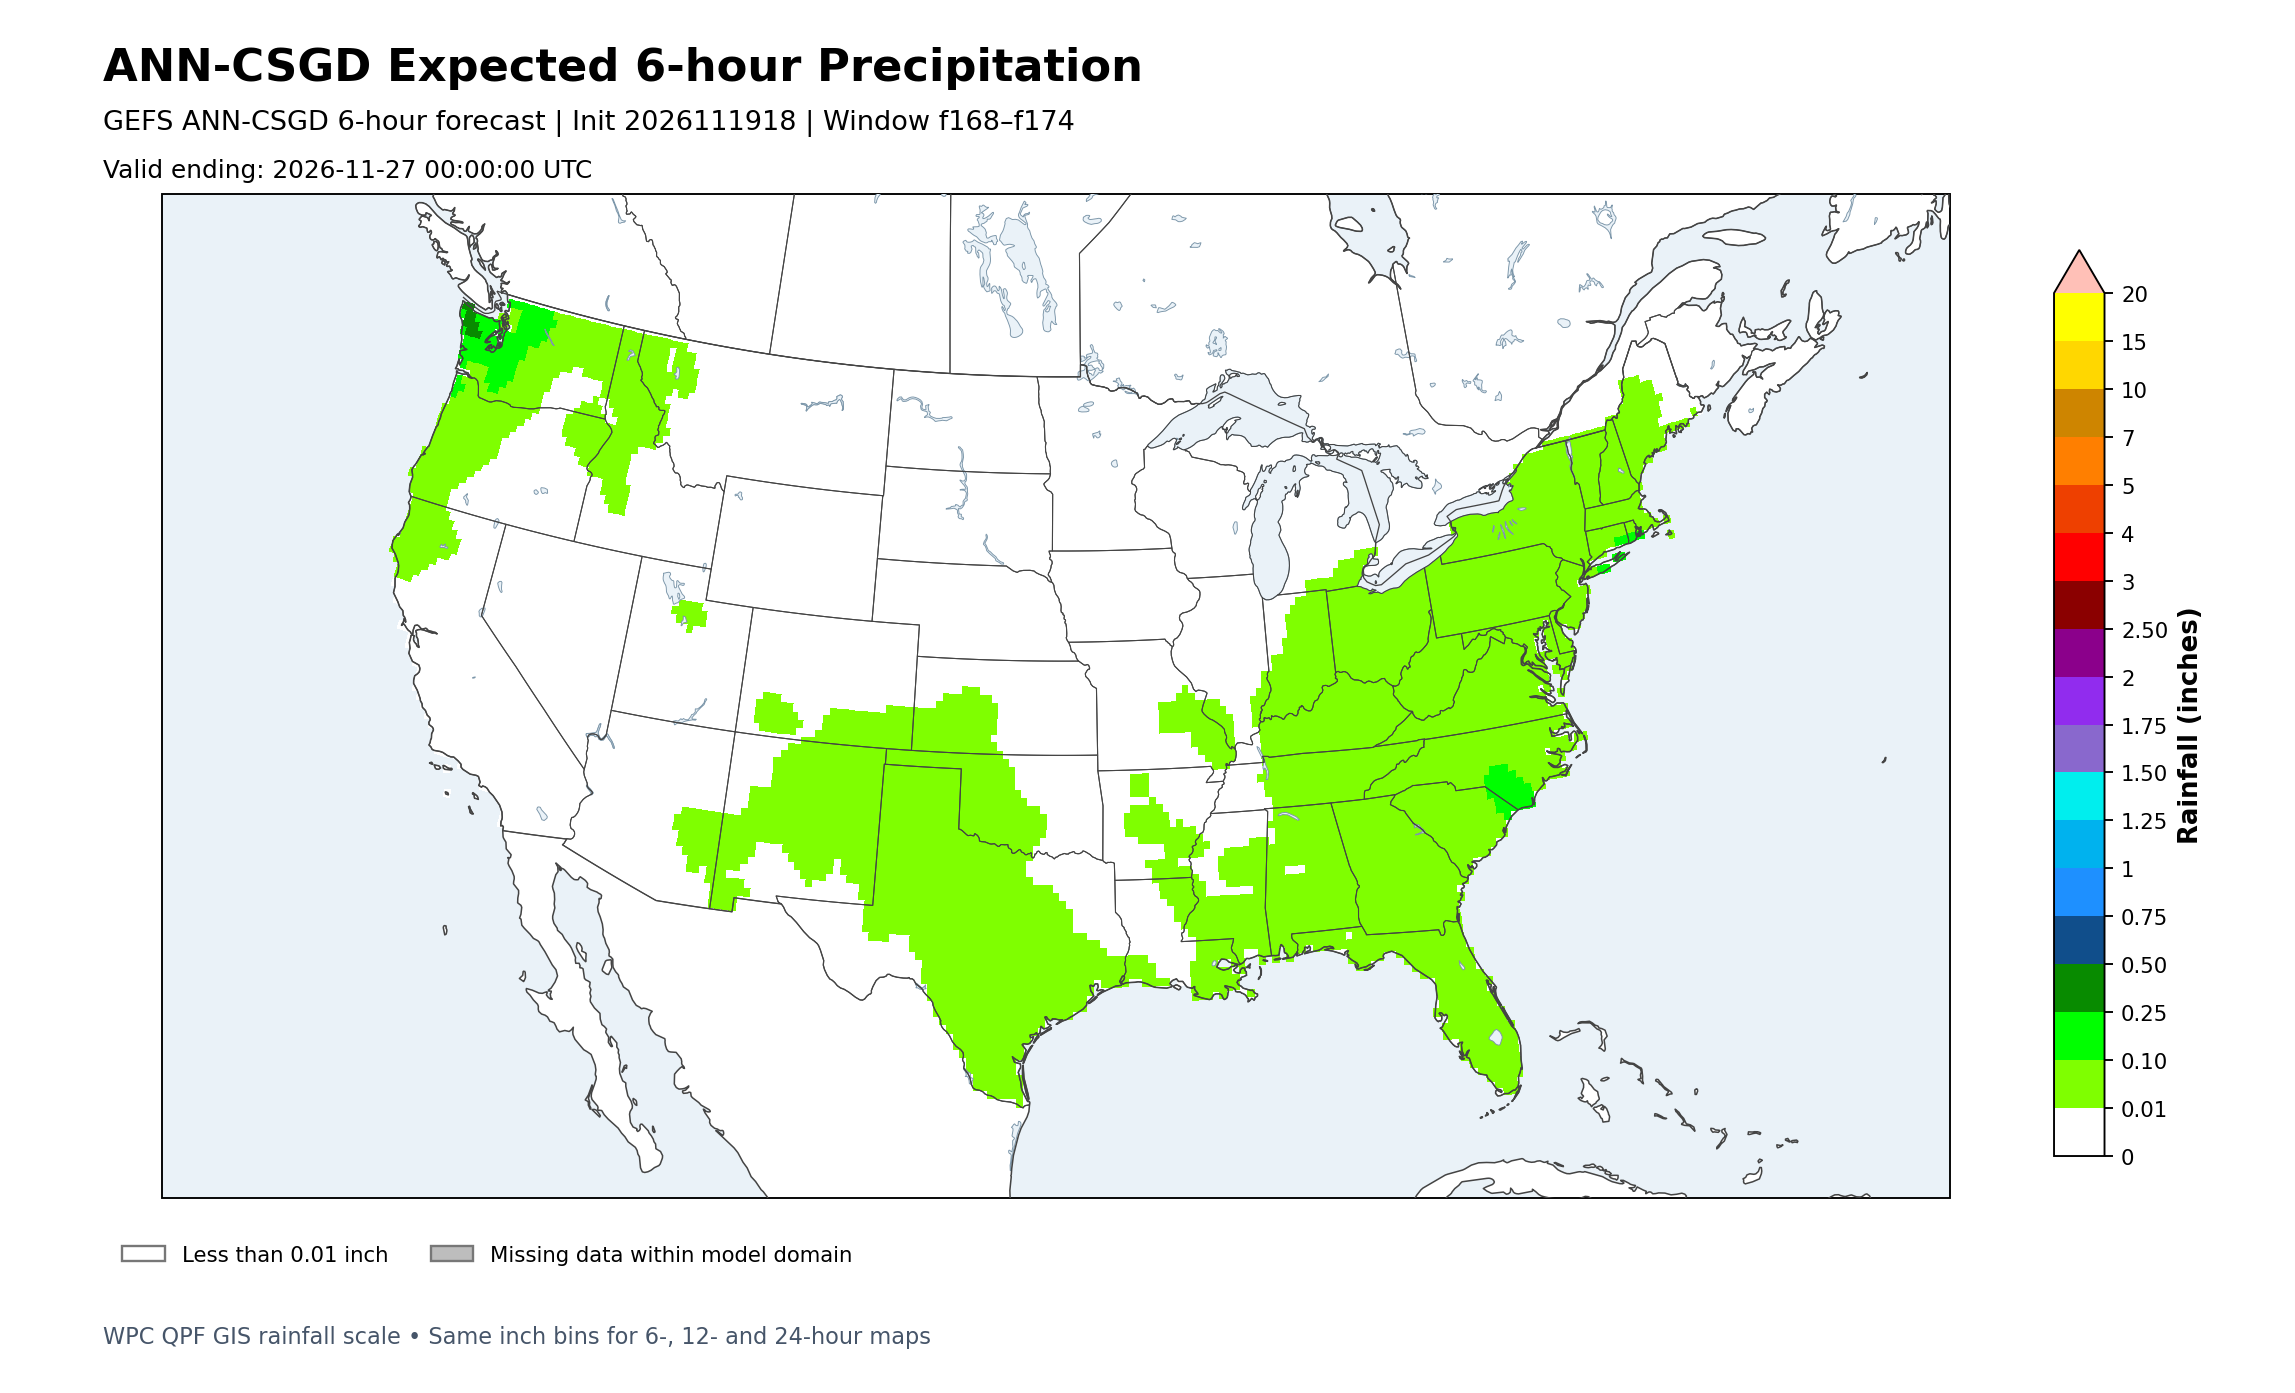 ANN-CSGD Expected 6-hour Precipitation
GEFS ANN-CSGD 6-hour forecast | Init 2026111918 | Window f168–f174
Valid ending: 2026-11-27 00:00:00 UTC
20
15
10
7
5
4
3
2.50
2
1.75
1.50
1.25
1
0.75
0.50
0.25
0.10
0.01
0
Rainfall (inches)
Less than 0.01 inch
Missing data within model domain
WPC QPF GIS rainfall scale • Same inch bins for 6-, 12- and 24-hour maps